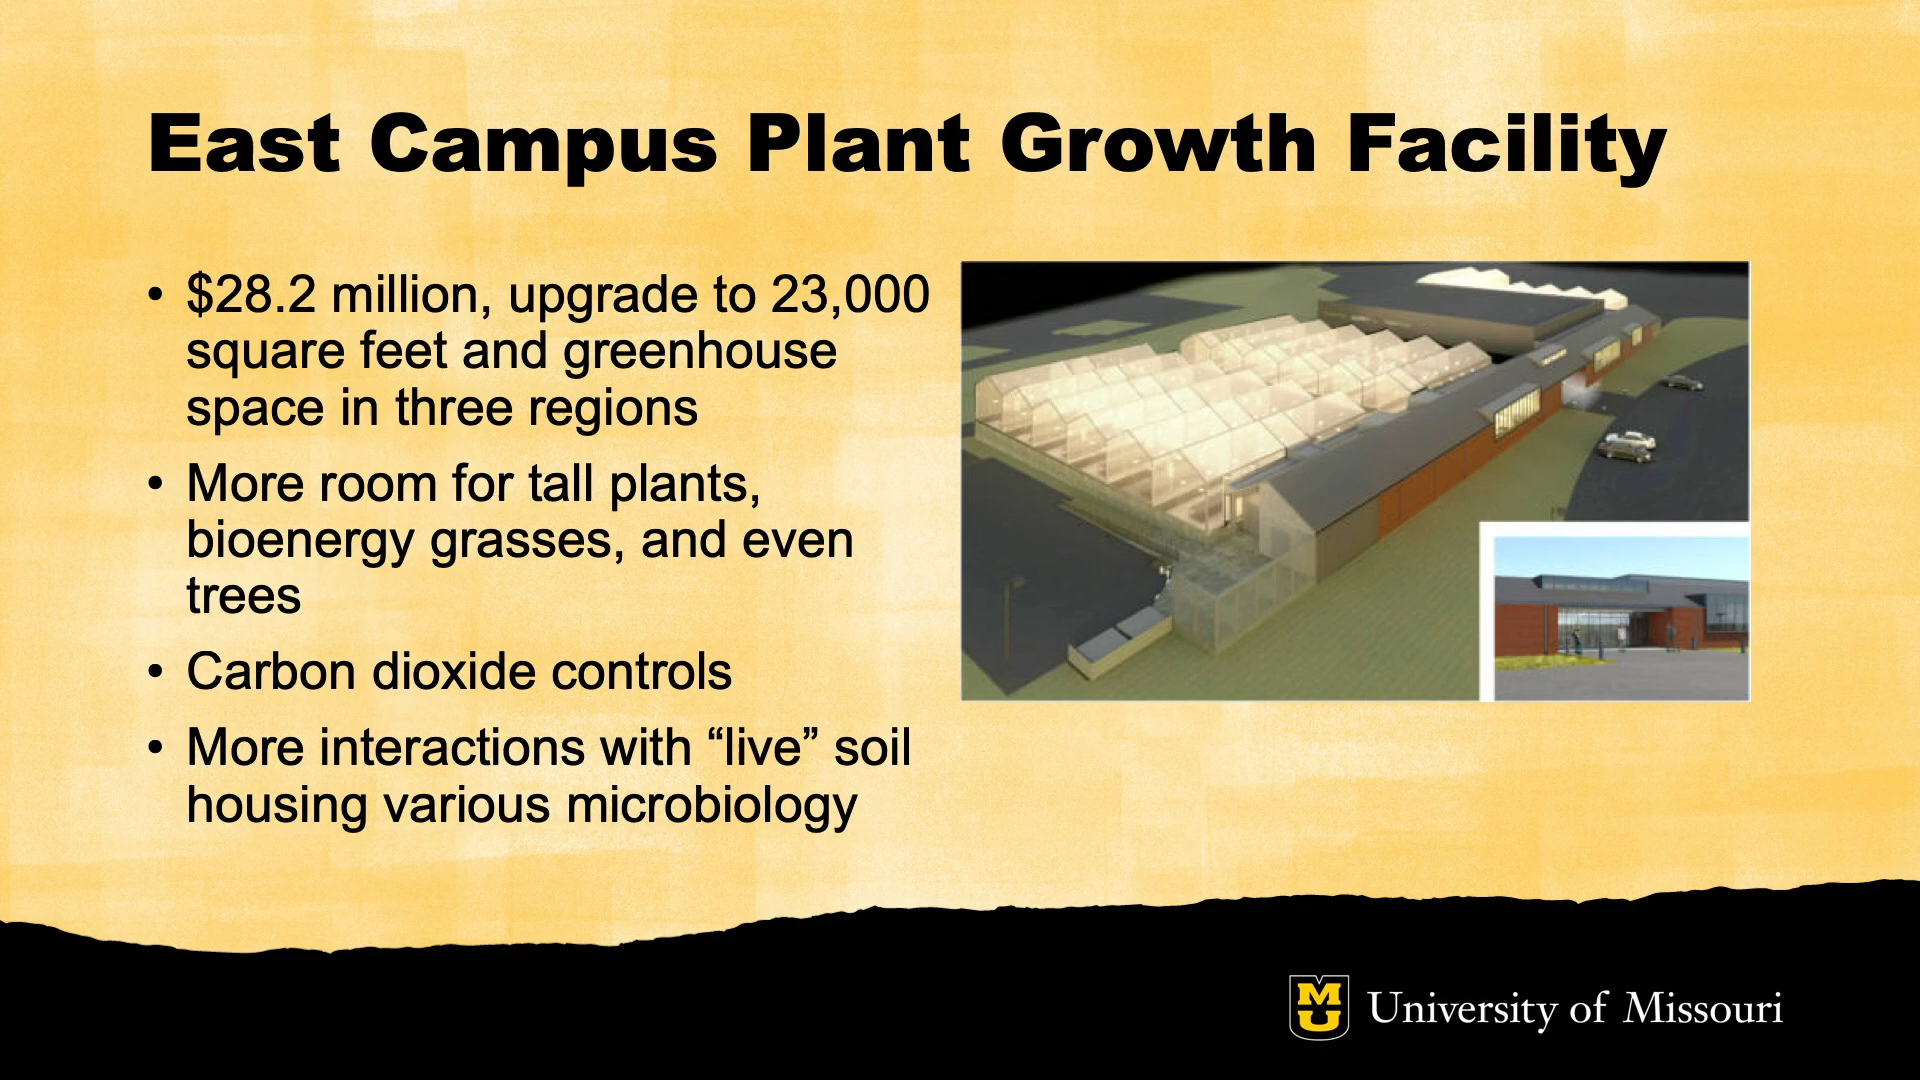 East Campus Plant Growth Facility
• $28.2 million, upgrade to 23,000
square feet and greenhouse
space in three regions
• More room for tall plants,
bioenergy grasses, and even
trees
• Carbon dioxide controls
• More interactions with “live” soil
housing various microbiology
MU
University of Missouri